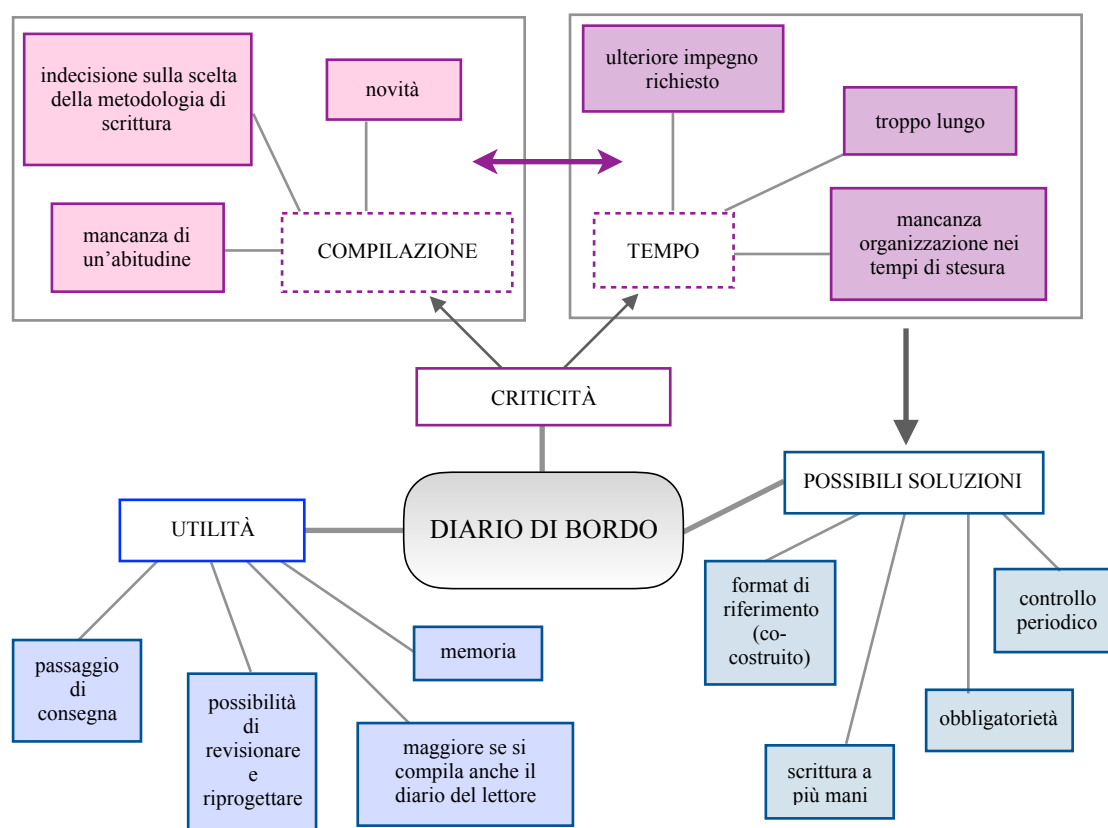 indecisione sulla scelta
della metodologia di
scrittura
novità
mancanza di
un'abitudine
COMPILAZIONE
ulteriore impegno
richiesto
troppo lungo
mancanza
organizzazione nei
tempi di stesura
TEMPO
CRITICITÀ
DIARIO DI BORDO
UTILITÀ
passaggio
di
consegna
possibilità
di
revisionare
e
riprogettare
maggiore se si
compila anche il
diario del lettore
memoria
POSSIBILI SOLUZIONI
format di
riferimento
(co-
costruito)
scrittura a
più mani
obbligatorietà
controllo
periodico